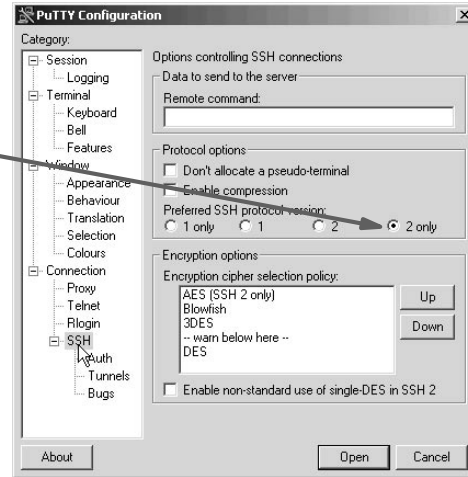 PuTTY Configuration
Category:
Session
Logging
Terminal
Keyboard
Bell
Features
Window
Appearance
Behaviour
Translation
Selection
Colours
Connection
Proxy
Telnet
Rlogin
SSH
Auth
Tunnels
Bugs
Options controlling SSH connections
Data to send to the server
Remote command:
Protocol options
Don't allocate a pseudo-terminal
Enable compression
Preferred SSH protocol version:
1 only 1 2 2 only
Encryption options
Encryption cipher selection policy:
AES (SSH 2 only)
Blowfish
3DES
-- warn below here --
DES
Up
Down
Enable non-standard use of single-DES in SSH 2
About Open Cancel